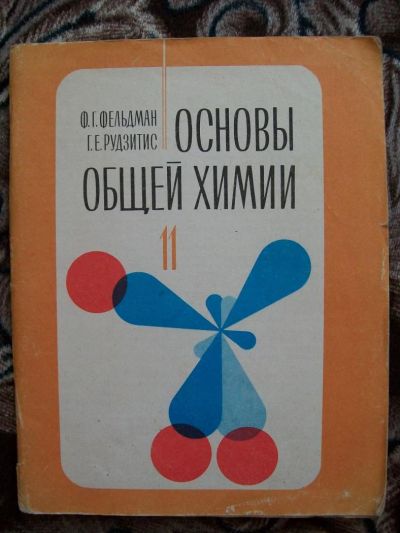 Ф.Г.ФЕЛЬДМАН
Г.Е.РУДЗИТИС
ОСНОВЫ
ОБЩЕЙ ХИМИИ
11